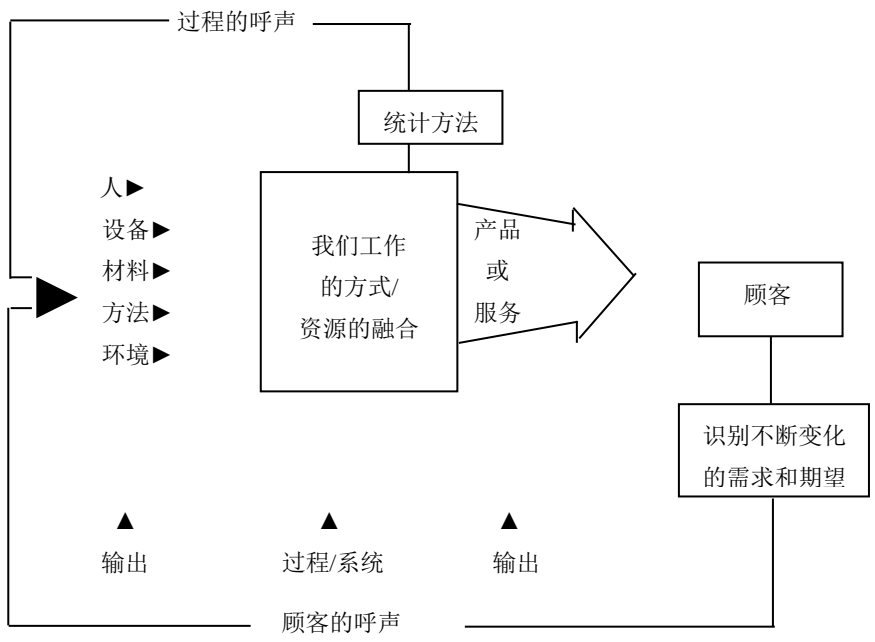 过程的呼声
统计方法
人►
设备►
材料►
方法►
环境►
我们工作
的方式/
资源的融合
产品
或
服务
顾客
识别不断变化
的需求和期望
▲
▲
▲
输出
过程/系统
输出
顾客的呼声